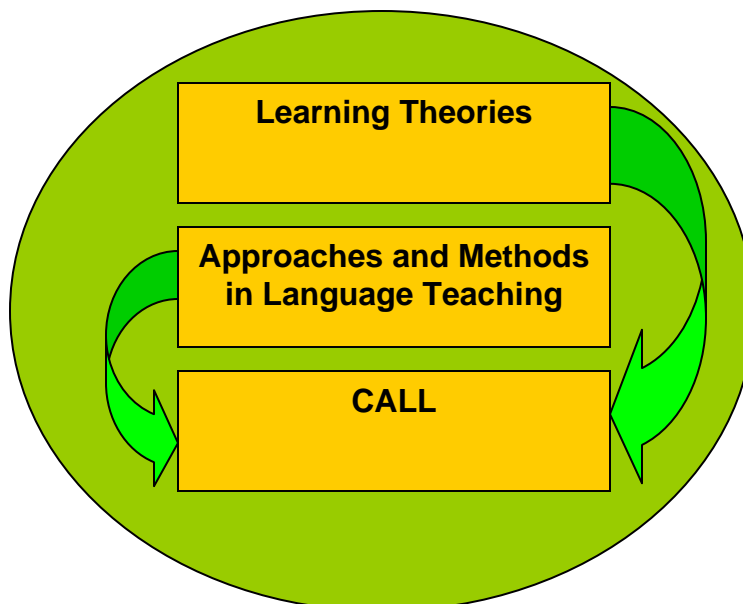 Learning Theories
Approaches and Methods
in Language Teaching
CALL